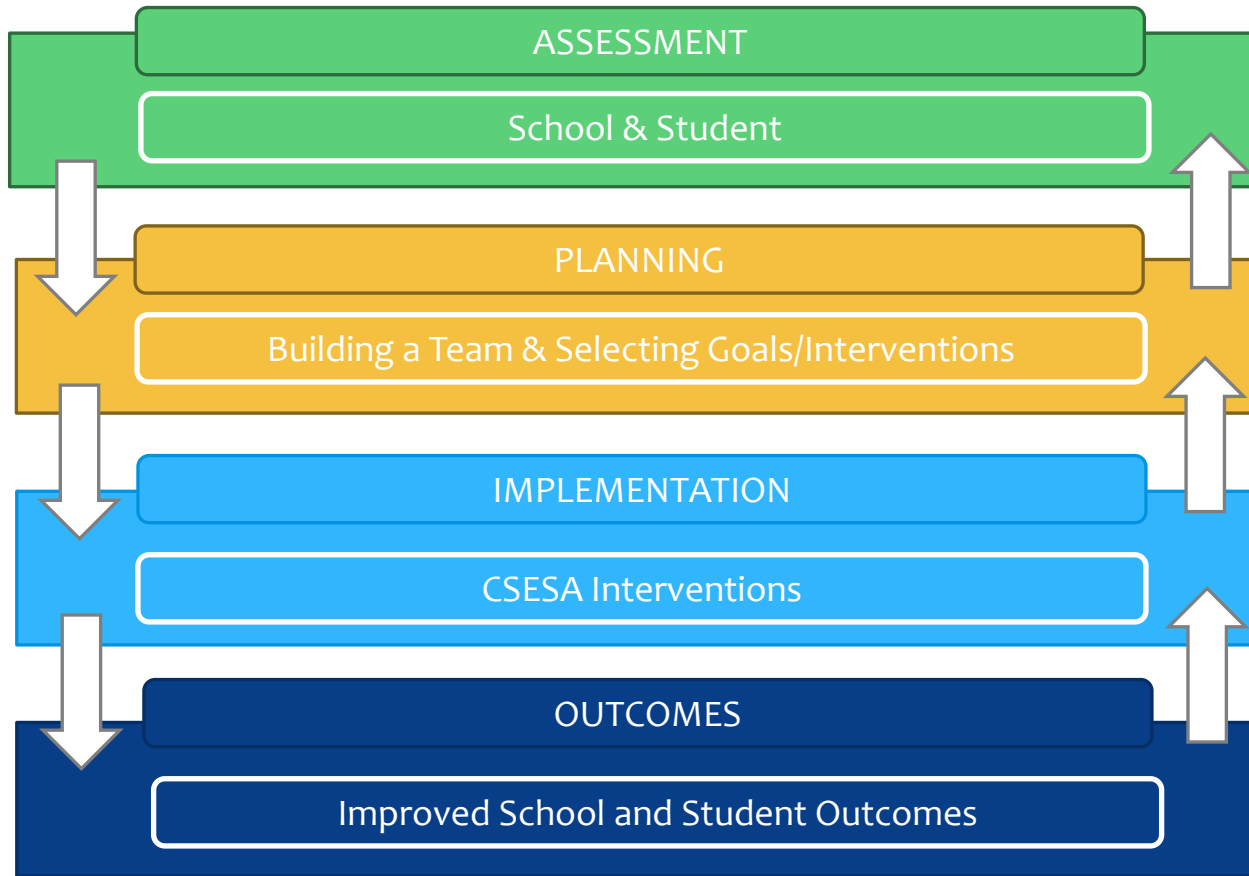 ASSESSMENT
School & Student
PLANNING
Building a Team & Selecting Goals/Interventions
IMPLEMENTATION
CSESA Interventions
OUTCOMES
Improved School and Student Outcomes